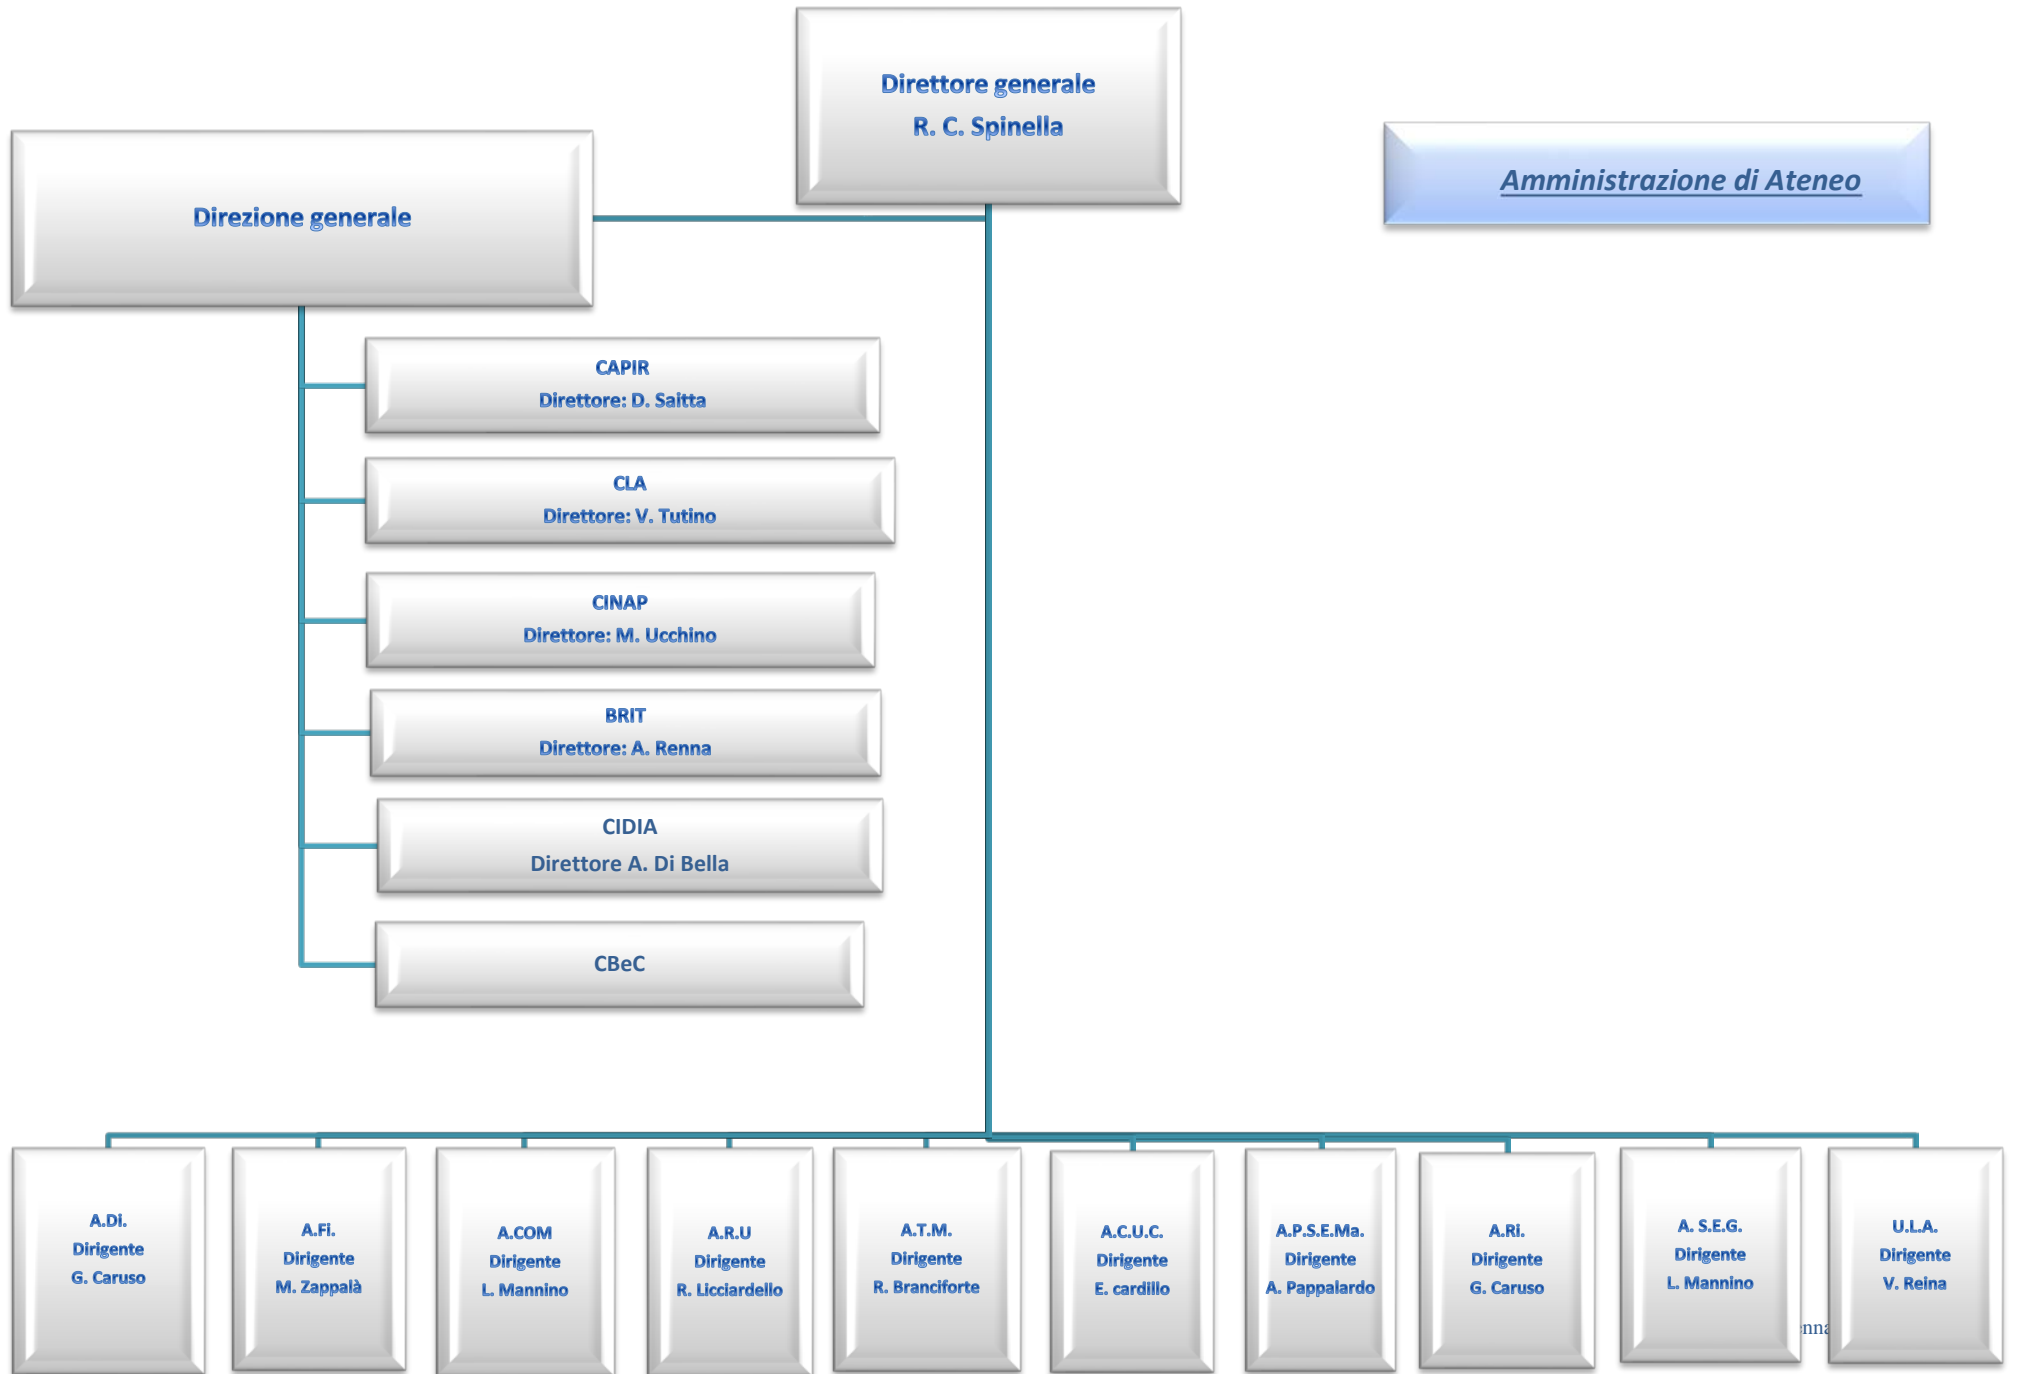 Direttore generale
R. C. Spinella
Amministrazione di Ateneo
Direzione generale
CAPIR
Direttore: D. Saitta
CLA
Direttore: V. Tutino
CINAP
Direttore: M. Ucchino
BRIT
Direttore: A. Renna
CIDIA
Direttore A. Di Bella
CBeC
A.Di.
Dirigente
G. Caruso
A.Fi.
Dirigente
M. Zappalà
A.COM
Dirigente
L. Mannino
A.R.U
Dirigente
R. Licciardello
A.T.M.
Dirigente
R. Branciforte
A.C.U.C.
Dirigente
E. cardillo
A.P.S.E.Ma.
Dirigente
A. Pappalardo
A.Ri.
Dirigente
G. Caruso
A. S.E.G.
Dirigente
L. Mannino
U.L.A.
Dirigente
V. Reina